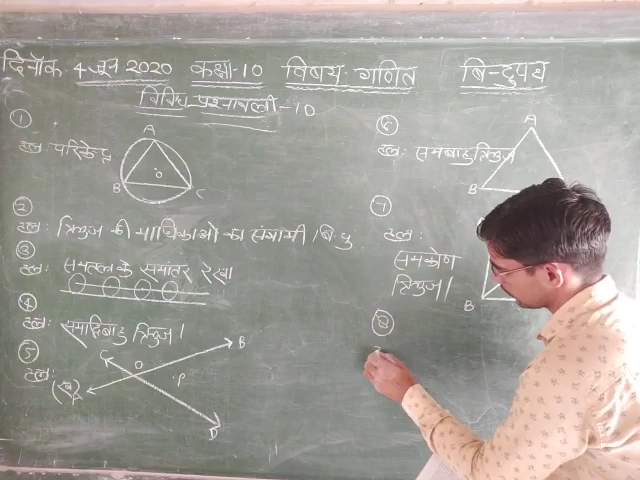 दिनाँक 4 जून 2020 कक्षा-10 विषय- गणित बि-दुपथ
विविध प्रश्नावली-10
①
हल: परिकेन्द्र
A
O
B
C
②
हल: त्रिभुज की माधिकाओ का संगामी बिन्दु
③
हल: समतल के समांतर रेखा
④
हल: समद्विबाहु त्रिभुज।
⑤
हल: (ब)
C
O
B
P
D
⑥
हल: समबाहु त्रिभुज
A
B
⑦
हल:
समकोण
त्रिभुज।
B
⑧